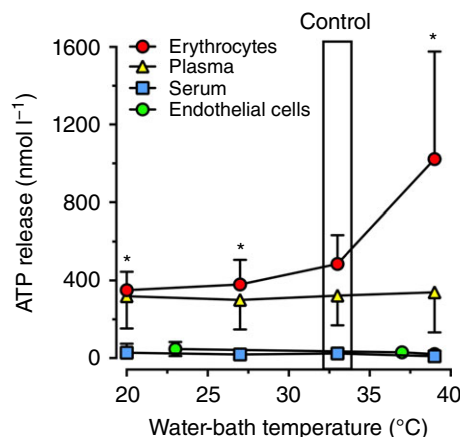 Control
1600
1200
800
400
0
ATP release (nmol l⁻¹)
Erythrocytes
Plasma
Serum
Endothelial cells
*
*
*
20 25 30 35 40
Water-bath temperature (°C)